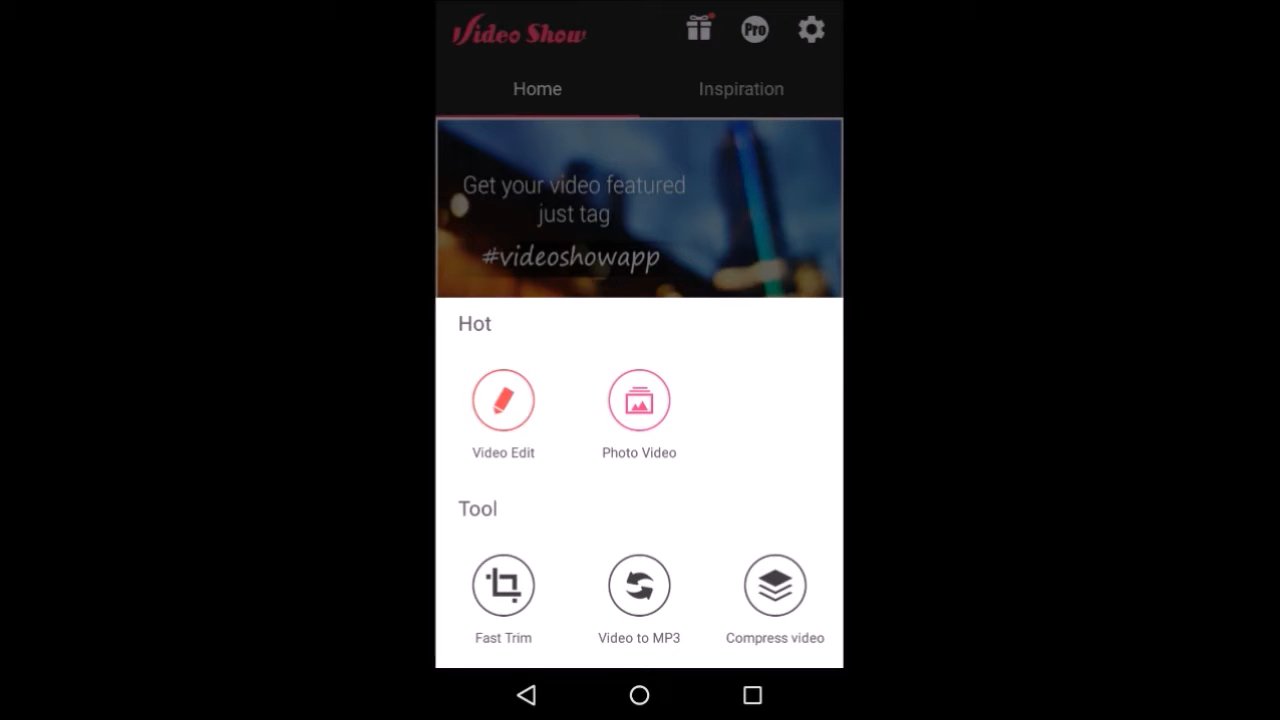 Video Show
Pro
Home
Inspiration
Get your video featured
just tag
#videoshowapp
Hot
Video Edit
Photo Video
Tool
Fast Trim
Video to MP3
Compress video